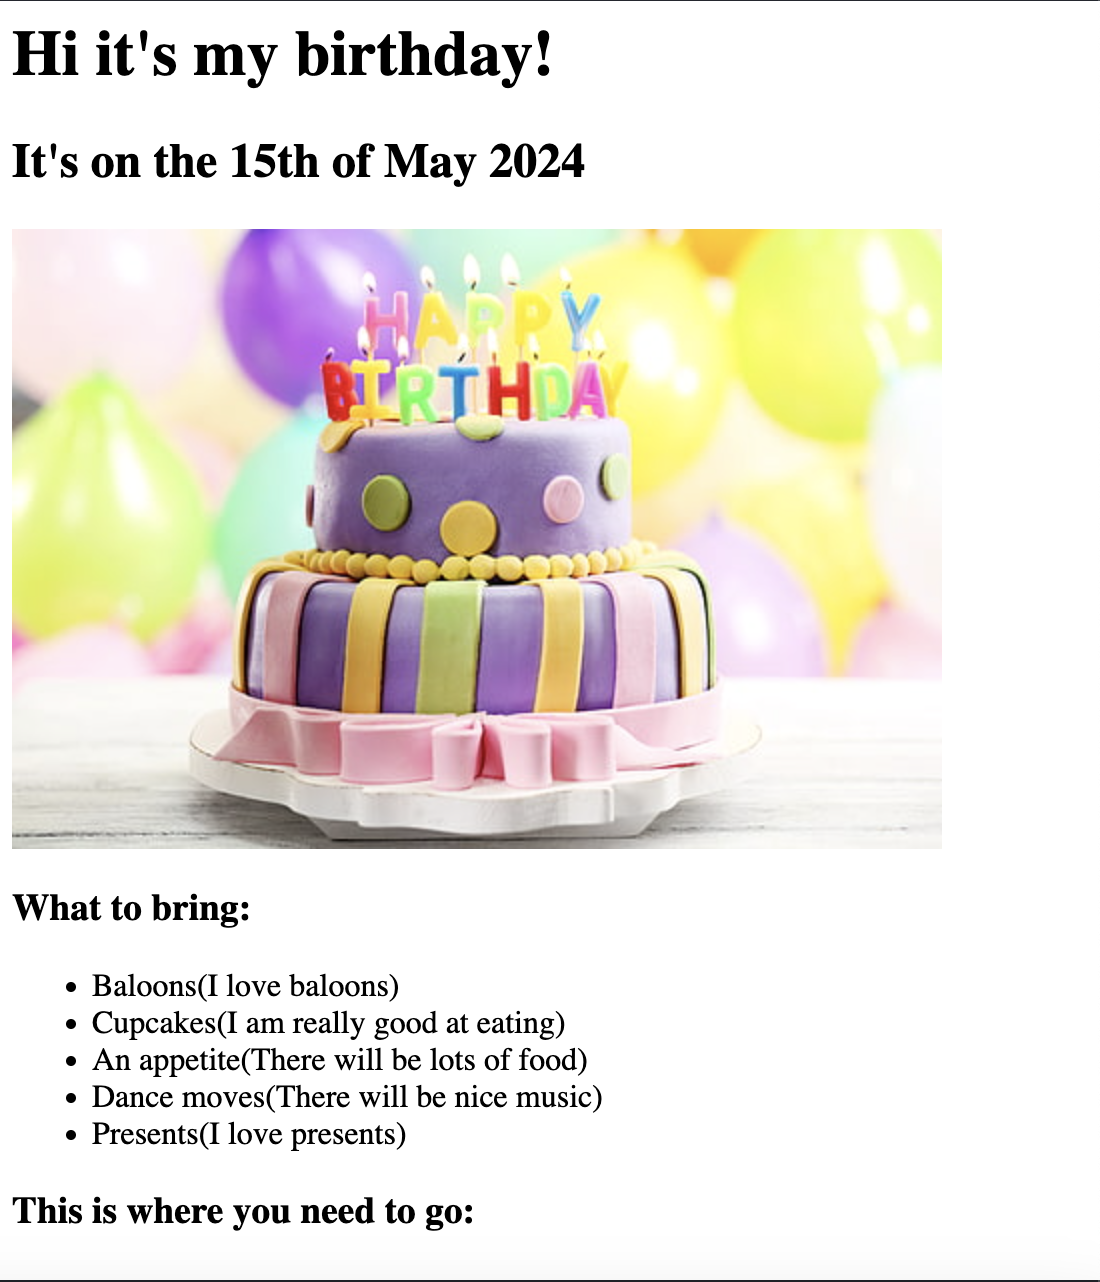 Hi it's my birthday!
It's on the 15th of May 2024
HAPPY
BIRTHDAY
What to bring:
Baloons(I love baloons)
Cupcakes(I am really good at eating)
An appetite(There will be lots of food)
Dance moves(There will be nice music)
Presents(I love presents)
This is where you need to go: